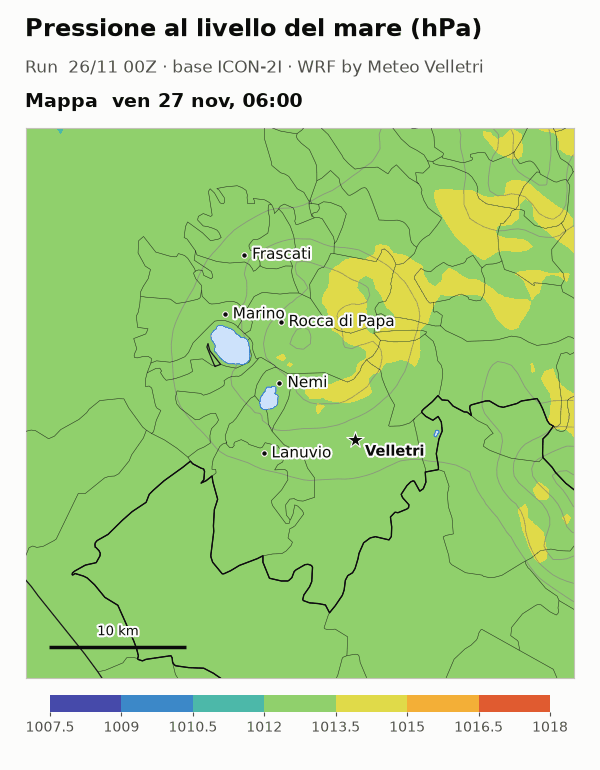 Pressione al livello del mare (hPa)
Run  26/11 00Z · base ICON-2I · WRF by Meteo Velletri
Mappa  ven 27 nov, 06:00
Frascati
Marino
Rocca di Papa
Nemi
Velletri
Lanuvio
10 km
1007.5 1009 1010.5 1012 1013.5 1015 1016.5 1018